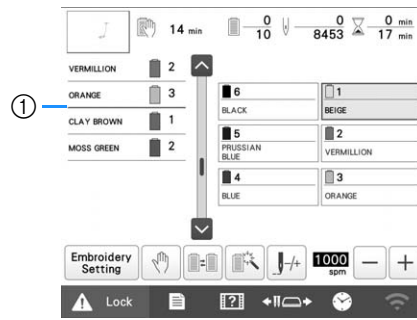 14 min
0
10
0
8453
0 min
17 min
VERMILLION 2
ORANGE 3
1
CLAY BROWN 1
MOSS GREEN 2
6
BLACK
1
BEIGE
5
PRUSSIAN
BLUE
2
VERMILLION
4
BLUE
3
ORANGE
Embroidery
Setting
-/+
1000
spm
−
+
Lock
?